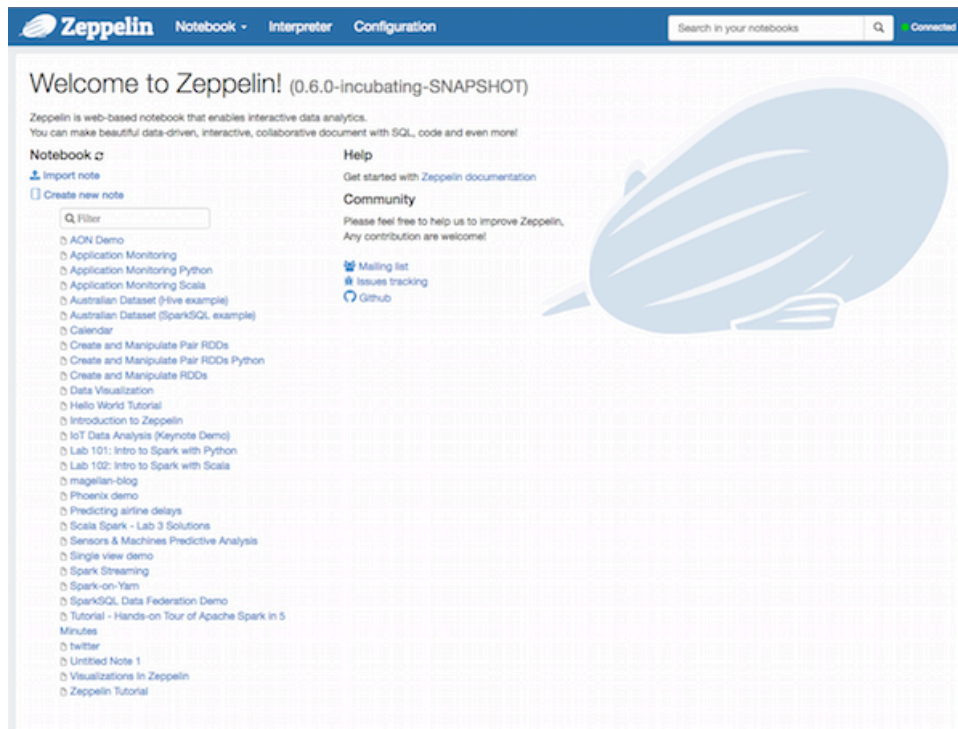 Zeppelin Notebook Interpreter Configuration Search in your notebooks Connected
Welcome to Zeppelin! (0.6.0-incubating-SNAPSHOT)
Zeppelin is web-based notebook that enables interactive data analytics.
You can make beautiful data-driven, interactive, collaborative document with SQL, code and even more!
Notebook
Import note
Create new note
Filter
AON Demo
Application Monitoring
Application Monitoring Python
Application Monitoring Scala
Australian Dataset (Hive example)
Australian Dataset (SparkSQL example)
Calendar
Create and Manipulate Pair RDDs
Create and Manipulate Pair RDDs Python
Create and Manipulate RDDs
Data Visualization
Hello World Tutorial
Introduction to Zeppelin
IoT Data Analysis (Keynote Demo)
Lab 101: Intro to Spark with Python
Lab 102: Intro to Spark with Scala
magellan-blog
Phoenix demo
Predicting airline delays
Scala Spark - Lab 3 Solutions
Sensors & Machines Predictive Analysis
Single view demo
Spark Streaming
Spark-on-Yarn
SparkSQL Data Federation Demo
Tutorial - Hands-on Tour of Apache Spark in 5
Minutes
twitter
Untitled Note 1
Visualizations In Zeppelin
Zeppelin Tutorial
Help
Get started with Zeppelin documentation
Community
Please feel free to help us to improve Zeppelin,
Any contribution are welcome!
Mailing list
Issues tracking
Github